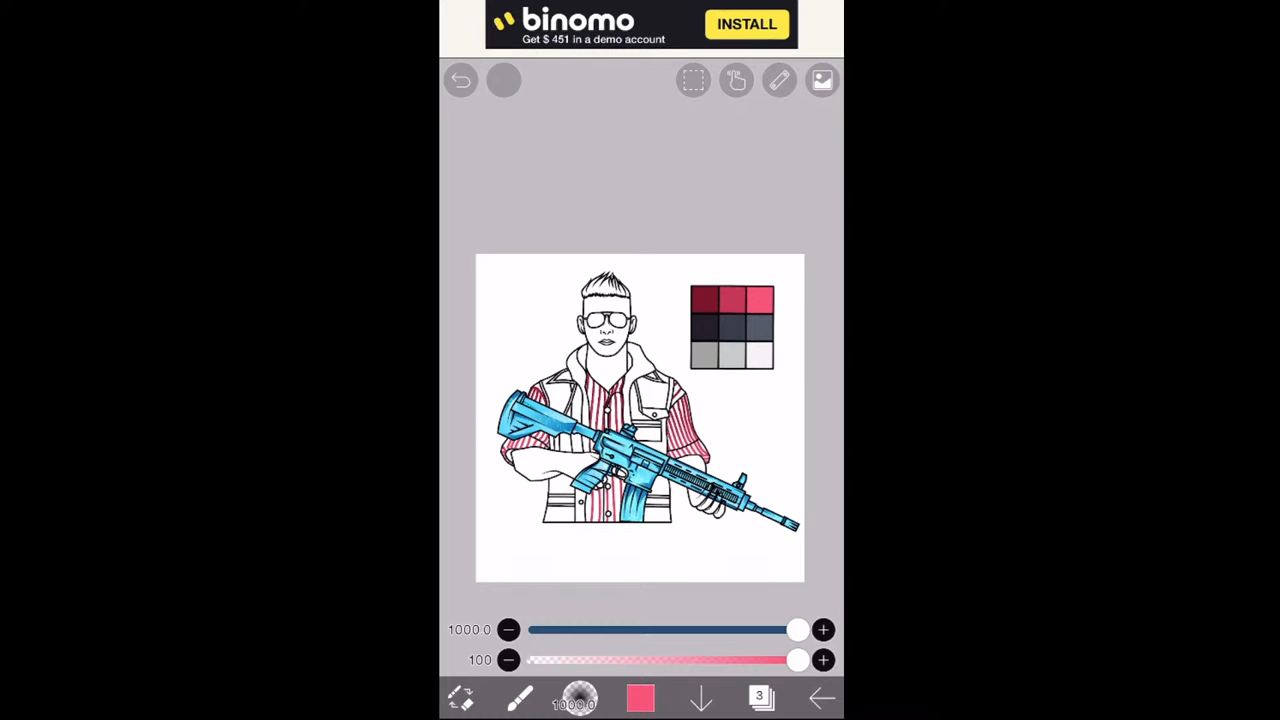 binomo
INSTALL
Get $ 451 in a demo account
1000.0
100
1000.0
3